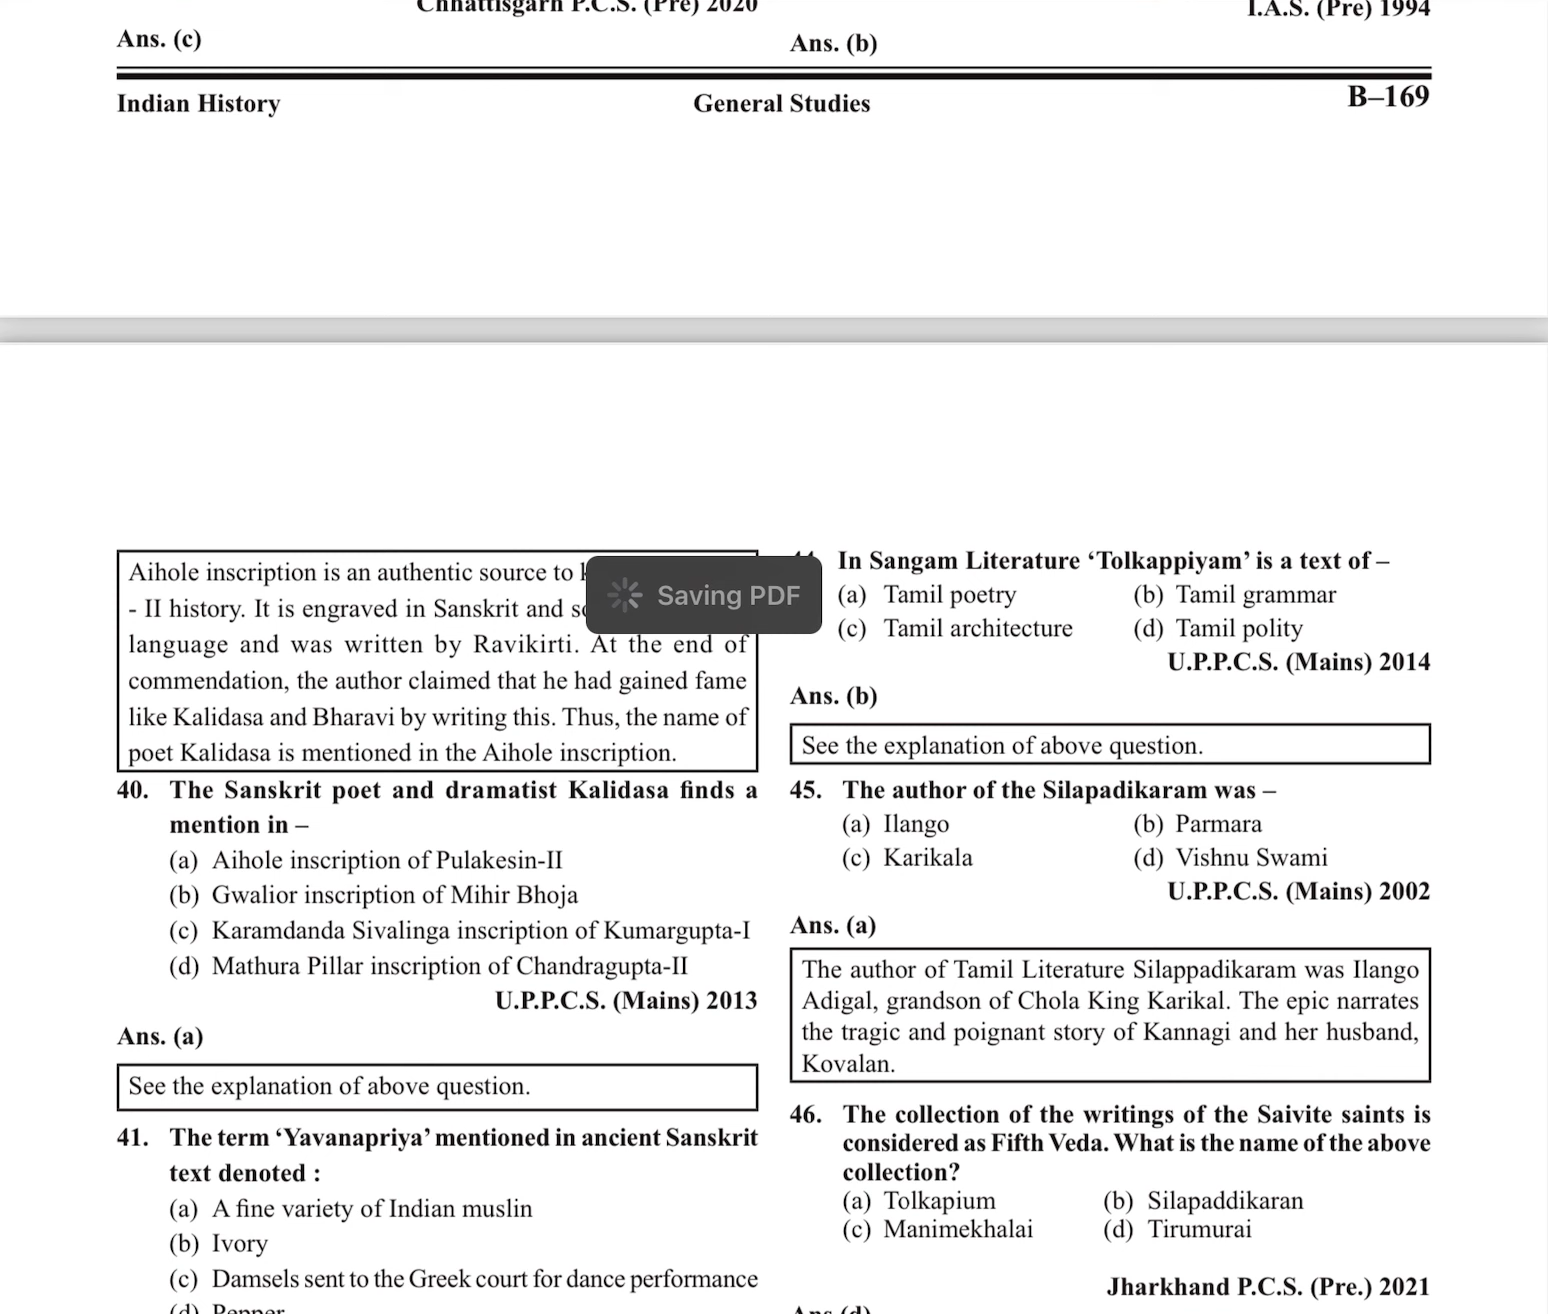 Chhattisgarh P.C.S. (Pre) 2020
Ans. (c)
I.A.S. (Pre) 1994
Ans. (b)
Indian History
General Studies
B–169
Aihole inscription is an authentic source to
- II history. It is engraved in Sanskrit and
language and was written by Ravikirti. At the end of
commendation, the author claimed that he had gained fame
like Kalidasa and Bharavi by writing this. Thus, the name of
poet Kalidasa is mentioned in the Aihole inscription.
40. The Sanskrit poet and dramatist Kalidasa finds a
mention in –
(a) Aihole inscription of Pulakesin-II
(b) Gwalior inscription of Mihir Bhoja
(c) Karamdanda Sivalinga inscription of Kumargupta-I
(d) Mathura Pillar inscription of Chandragupta-II
U.P.P.C.S. (Mains) 2013
Ans. (a)
See the explanation of above question.
41. The term ‘Yavanapriya’ mentioned in ancient Sanskrit
text denoted :
(a) A fine variety of Indian muslin
(b) Ivory
(c) Damsels sent to the Greek court for dance performance
(d) Pepper
Saving PDF
In Sangam Literature ‘Tolkappiyam’ is a text of –
(a) Tamil poetry (b) Tamil grammar
(c) Tamil architecture (d) Tamil polity
U.P.P.C.S. (Mains) 2014
Ans. (b)
See the explanation of above question.
45. The author of the Silapadikaram was –
(a) Ilango (b) Parmara
(c) Karikala (d) Vishnu Swami
U.P.P.C.S. (Mains) 2002
Ans. (a)
The author of Tamil Literature Silappadikaram was Ilango
Adigal, grandson of Chola King Karikal. The epic narrates
the tragic and poignant story of Kannagi and her husband,
Kovalan.
46. The collection of the writings of the Saivite saints is
considered as Fifth Veda. What is the name of the above
collection?
(a) Tolkapium (b) Silapaddikaran
(c) Manimekhalai (d) Tirumurai
Jharkhand P.C.S. (Pre.) 2021
Ans.(d)